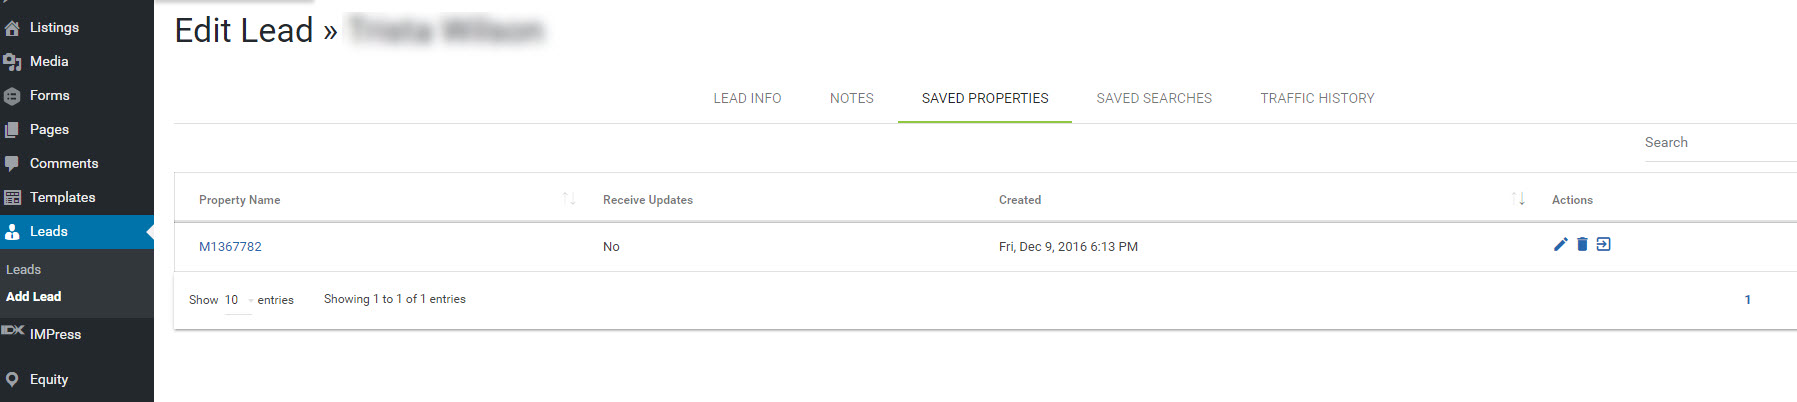 Listings
Media
Forms
Pages
Comments
Templates
Leads
Leads
Add Lead
IMPress
Equity
Edit Lead »
LEAD INFO NOTES SAVED PROPERTIES SAVED SEARCHES TRAFFIC HISTORY
Search
Property Name Receive Updates Created Actions
M1367782 No Fri, Dec 9, 2016 6:13 PM
Show 10 entries Showing 1 to 1 of 1 entries 1